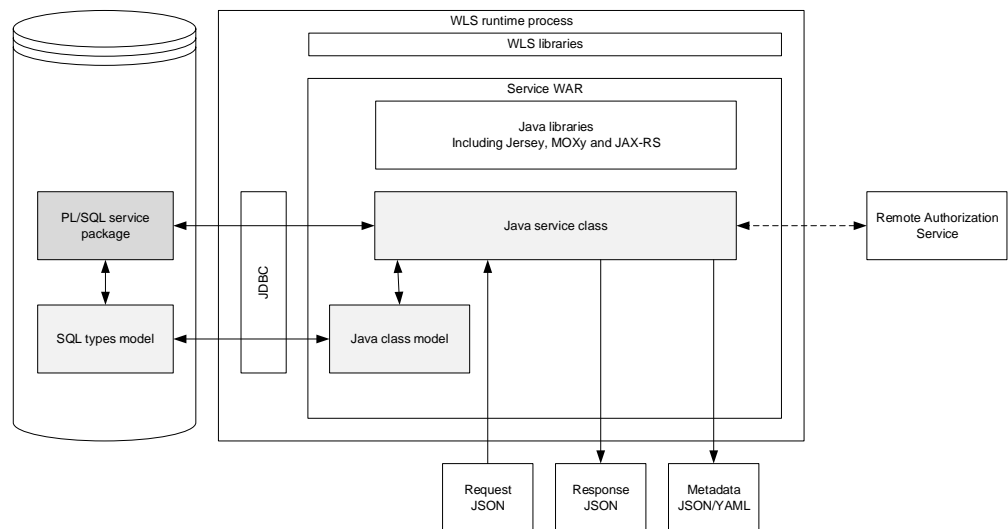 WLS runtime process
WLS libraries
Service WAR
Java libraries
Including Jersey, MOXy and JAX-RS
PL/SQL service
package
JDBC
Java service class
Remote Authorization
Service
SQL types model
Java class model
Request
JSON
Response
JSON
Metadata
JSON/YAML